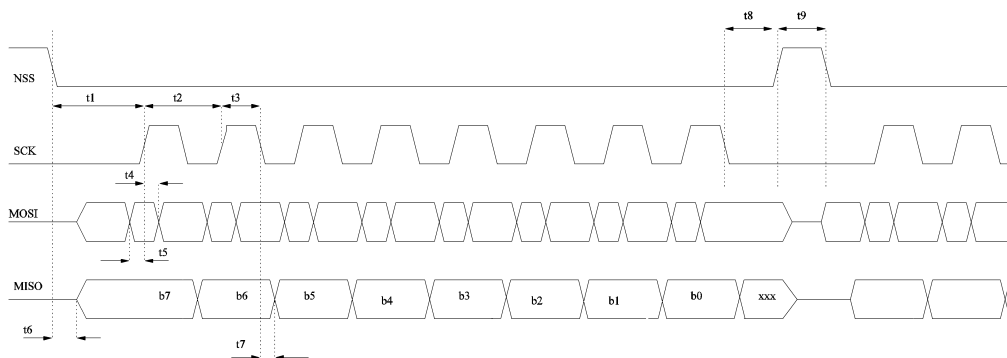 t8 t9
NSS
t1 t2 t3
SCK
t4
MOSI
t5
MISO b7 b6 b5 b4 b3 b2 b1 b0 xxx
t6
t7